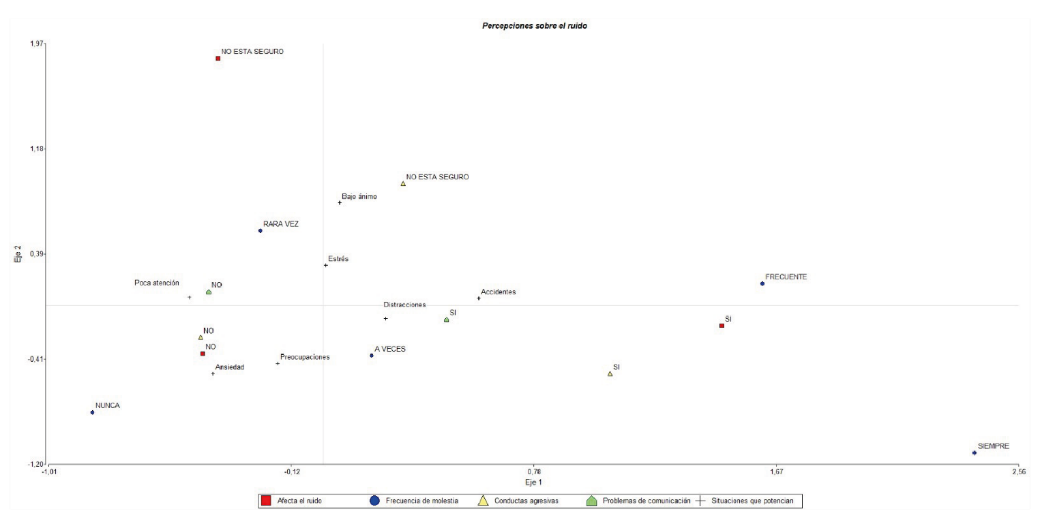 Percepciones sobre el ruido
1,97
NO ESTA SEGURO
1,18
NO ESTA SEGURO
Bajo ánimo
RARA VEZ
Eje 2
0,39
Estrés
FRECUENTE
Poca atención
NO
Accidentes
Distracciones
SI
SI
NO
NO
A VECES
-0,41
Preocupaciones
Ansiedad
SI
NUNCA
SIEMPRE
-1,20
-1,01
-0,12
0,78
1,67
2,56
Eje 1
Afecta el ruido
Frecuencia de molestia
Conductas agresivas
Problemas de comunicación
Situaciones que potencian